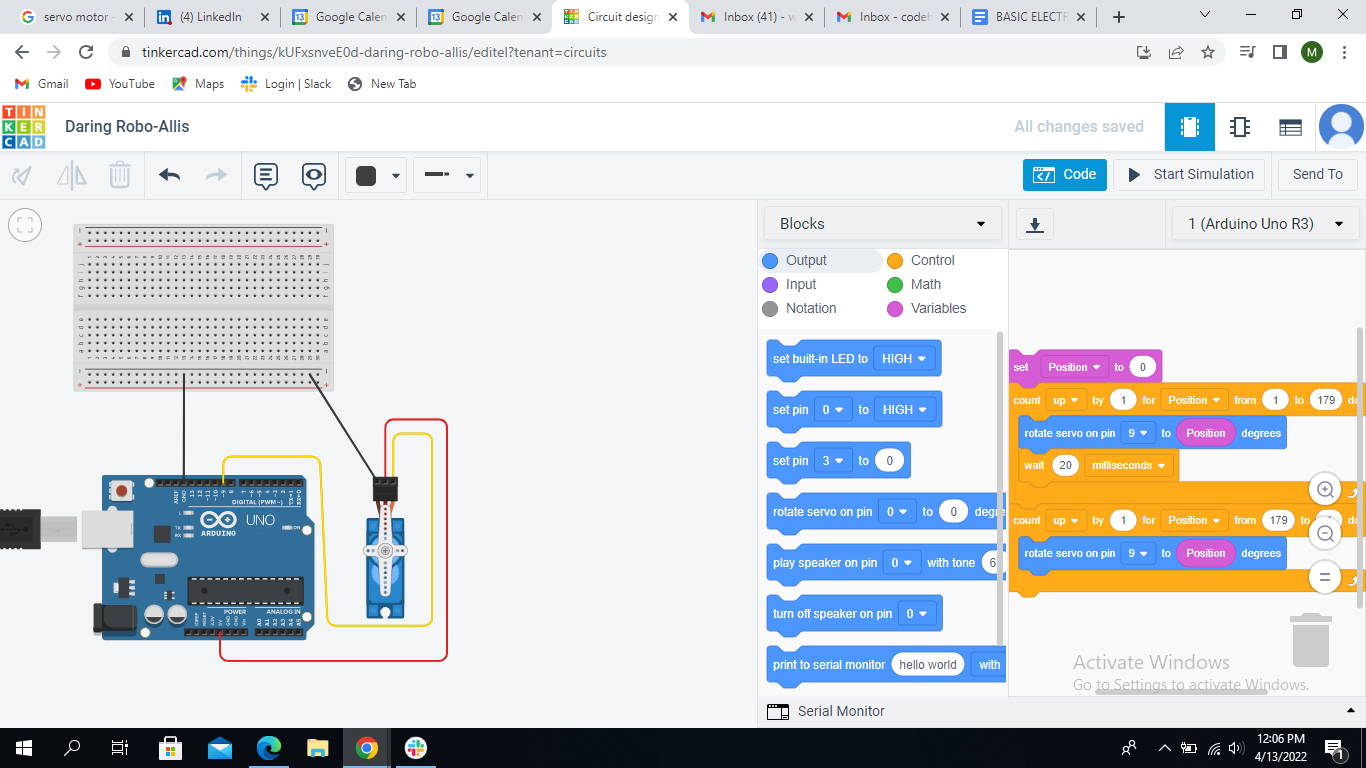 servo motor -
(4) LinkedIn
Google Calen
Google Calen
Circuit design
Inbox (41) - w
Inbox - codeh
BASIC ELECTR
tinkercad.com/things/kUFxsnveE0d-daring-robo-allis/editel?tenant=circuits
M
Gmail
YouTube
Maps
Login | Slack
New Tab
TIN
KER
CAD
Daring Robo-Allis
All changes saved
Code
Start Simulation
Send To
Blocks
1 (Arduino Uno R3)
Output
Control
Input
Math
Notation
Variables
set built-in LED to HIGH
set pin 0 to HIGH
set pin 3 to 0
rotate servo on pin 0 to 0 degre
play speaker on pin 0 with tone 6
turn off speaker on pin 0
print to serial monitor hello world with
set Position to 0
count up by 1 for Position from 1 to 179 do
rotate servo on pin 9 to Position degrees
wait 20 milliseconds
count up by 1 for Position from 179 to
rotate servo on pin 9 to Position degrees
DIGITAL (PWM ~)
UNO
ARDUINO
TX
RX
L
ON
POWER
ANALOG IN
Activate Windows
Go to Settings to activate Windows.
Serial Monitor
12:06 PM
4/13/2022
1